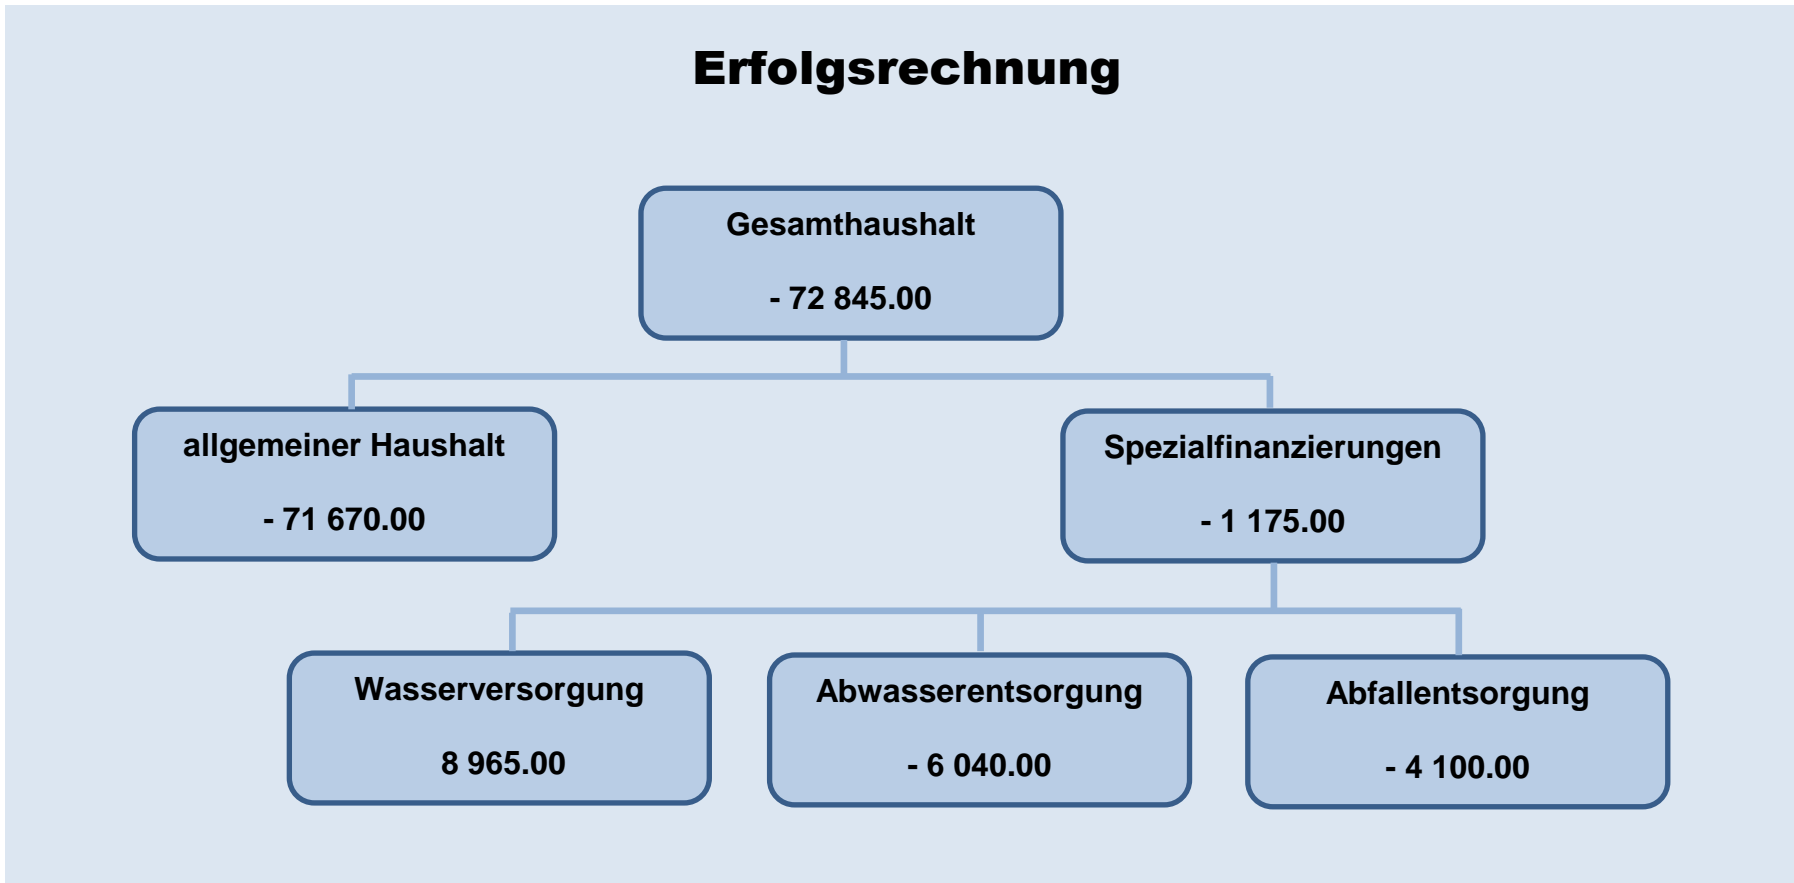 Erfolgsrechnung
Gesamthaushalt
- 72 845.00
allgemeiner Haushalt
- 71 670.00
Spezialfinanzierungen
- 1 175.00
Wasserversorgung
8 965.00
Abwasserentsorgung
- 6 040.00
Abfallentsorgung
- 4 100.00